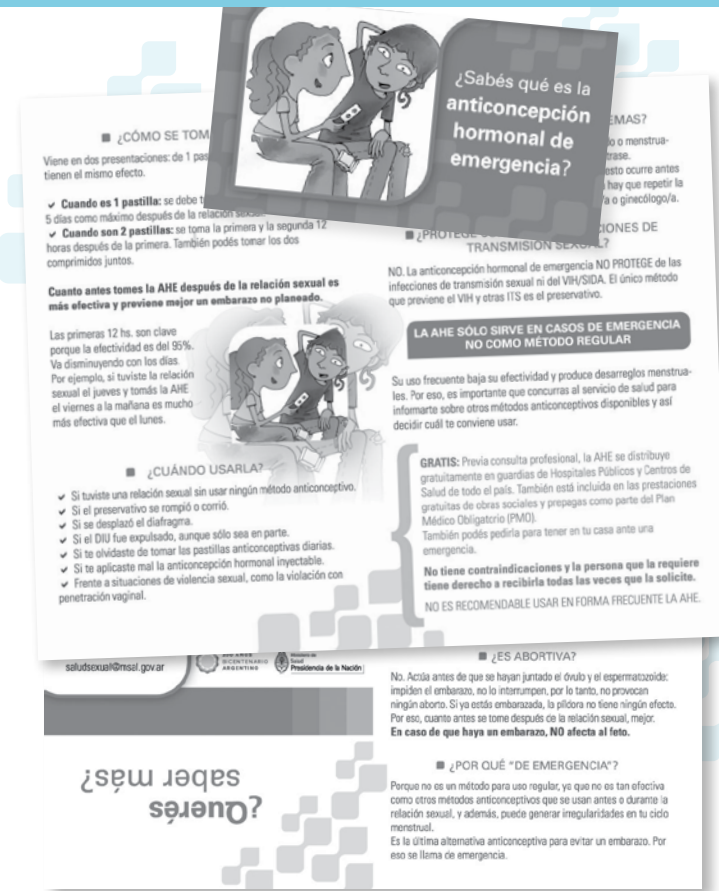 ¿Sabés qué es la
anticoncepción
hormonal de
emergencia?
■ ¿CÓMO SE TOM
Viene en dos presentaciones: de 1 pas
tienen el mismo efecto.
✓ Cuando es 1 pastilla: se debe t
5 días como máximo después de la relación sexual.
✓ Cuando son 2 pastillas: se toma la primera y la segunda 12
horas después de la primera. También podés tomar los dos
comprimidos juntos.
Cuanto antes tomes la AHE después de la relación sexual es
más efectiva y previene mejor un embarazo no planeado.
Las primeras 12 hs. son clave
porque la efectividad es del 95%.
Va disminuyendo con los días.
Por ejemplo, si tuviste la relación
sexual el jueves y tomás la AHE
el viernes a la mañana es mucho
más efectiva que el lunes.
■ ¿CUÁNDO USARLA?
✓ Si tuviste una relación sexual sin usar ningún método anticonceptivo.
✓ Si el preservativo se rompió o corrió.
✓ Si se desplazó el diafragma.
✓ Si el DIU fue expulsado, aunque sólo sea en parte.
✓ Si te olvidaste de tomar las pastillas anticonceptivas diarias.
✓ Si te aplicaste mal la anticoncepción hormonal inyectable.
✓ Frente a situaciones de violencia sexual, como la violación con
penetración vaginal.
EMAS?
o menstrua-
trase.
esto ocurre antes
hay que repetir la
/a o ginecólogo/a.
■ ¿PROTEGE CIONES DE
TRANSMISIÓN SEXUAL?
NO. La anticoncepción hormonal de emergencia NO PROTEGE de las
infecciones de transmisión sexual ni del VIH/SIDA. El único método
que previene el VIH y otras ITS es el preservativo.
LA AHE SÓLO SIRVE EN CASOS DE EMERGENCIA
NO COMO MÉTODO REGULAR
Su uso frecuente baja su efectividad y produce desarreglos menstrua-
les. Por eso, es importante que concurras al servicio de salud para
informarte sobre otros métodos anticonceptivos disponibles y así
decidir cuál te conviene usar.
GRATIS: Previa consulta profesional, la AHE se distribuye
gratuitamente en guardias de Hospitales Públicos y Centros de
Salud de todo el país. También está incluida en las prestaciones
gratuitas de obras sociales y prepagas como parte del Plan
Médico Obligatorio (PMO).
También podés pedirla para tener en tu casa ante una
emergencia.
No tiene contraindicaciones y la persona que la requiere
tiene derecho a recibirla todas las veces que la solicite.
NO ES RECOMENDABLE USAR EN FORMA FRECUENTE LA AHE.
saludsexual@msal.gov.ar
BICENTENARIO
ARGENTINO
Ministerio de
Salud
Presidencia de la Nación
¿Querés
saber más?
■ ¿ES ABORTIVA?
No. Actúa antes de que se hayan juntado el óvulo y el espermatozoide:
impiden el embarazo, no lo interrumpen, por lo tanto, no provocan
ningún aborto. Si ya estás embarazada, la píldora no tiene ningún efecto.
Por eso, cuanto antes se tome después de la relación sexual, mejor.
En caso de que haya un embarazo, NO afecta al feto.
■ ¿POR QUÉ "DE EMERGENCIA"?
Porque no es un método para uso regular, ya que no es tan efectiva
como otros métodos anticonceptivos que se usan antes o durante la
relación sexual, y además, puede generar irregularidades en tu ciclo
menstrual.
Es la última alternativa anticonceptiva para evitar un embarazo. Por
eso se llama de emergencia.